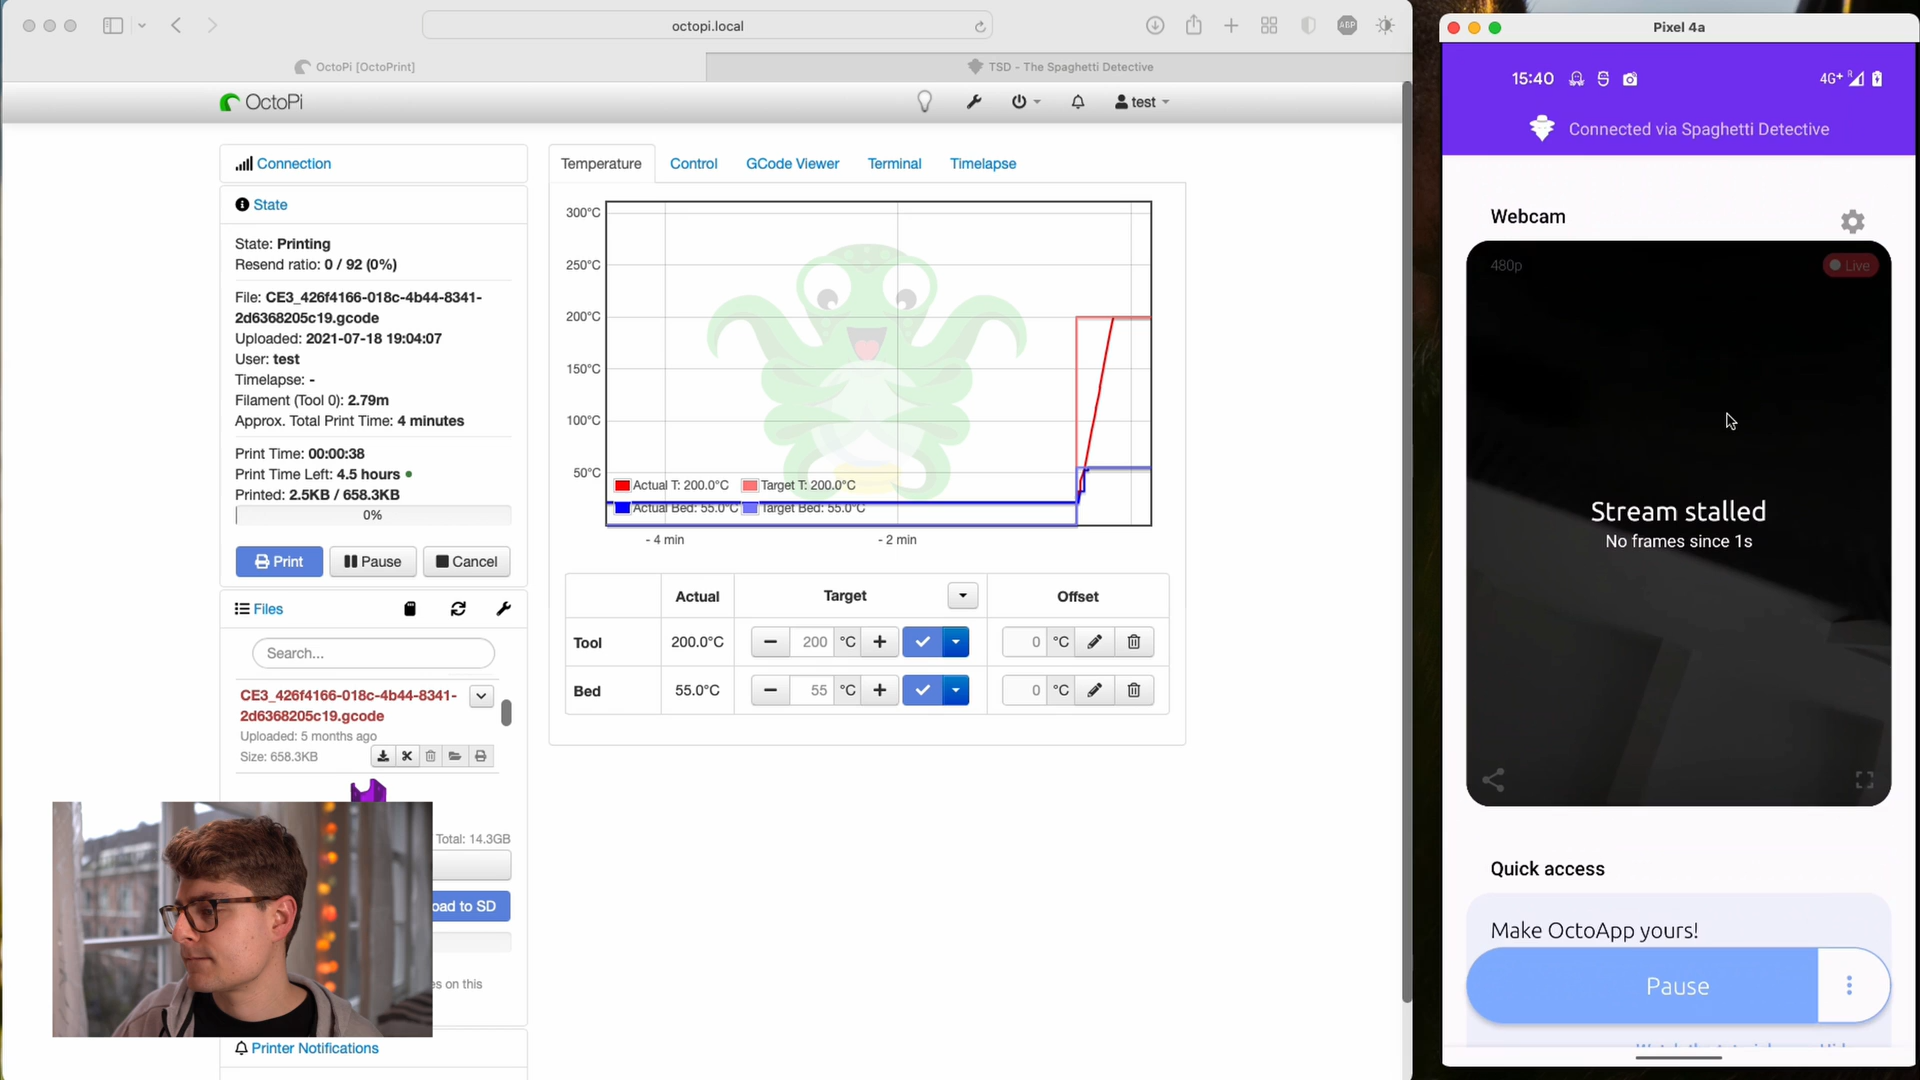 octopi.local
ABP
OctoPi [OctoPrint]
TSD - The Spaghetti Detective
OctoPi
test
Connection
State
State: Printing
Resend ratio: 0 / 92 (0%)
File: CE3_426f4166-018c-4b44-8341-
2d6368205c19.gcode
Uploaded: 2021-07-18 19:04:07
User: test
Timelapse: -
Filament (Tool 0): 2.79m
Approx. Total Print Time: 4 minutes
Print Time: 00:00:38
Print Time Left: 4.5 hours
Printed: 2.5KB / 658.3KB
0%
Print
Pause
Cancel
Files
Search...
CE3_426f4166-018c-4b44-8341-
2d6368205c19.gcode
Uploaded: 5 months ago
Size: 658.3KB
Total: 14.3GB
oad to SD
es on this
Printer Notifications
Temperature
Control
GCode Viewer
Terminal
Timelapse
300°C
250°C
200°C
150°C
100°C
50°C
Actual T: 200.0°C
Target T: 200.0°C
Actual Bed: 55.0°C
Target Bed: 55.0°C
- 4 min
- 2 min
Actual
Target
Offset
Tool
200.0°C
200 °C
0 °C
Bed
55.0°C
55 °C
0 °C
Pixel 4a
15:40
4G+
Connected via Spaghetti Detective
Webcam
480p
Live
Stream stalled
No frames since 1s
Quick access
Make OctoApp yours!
Pause